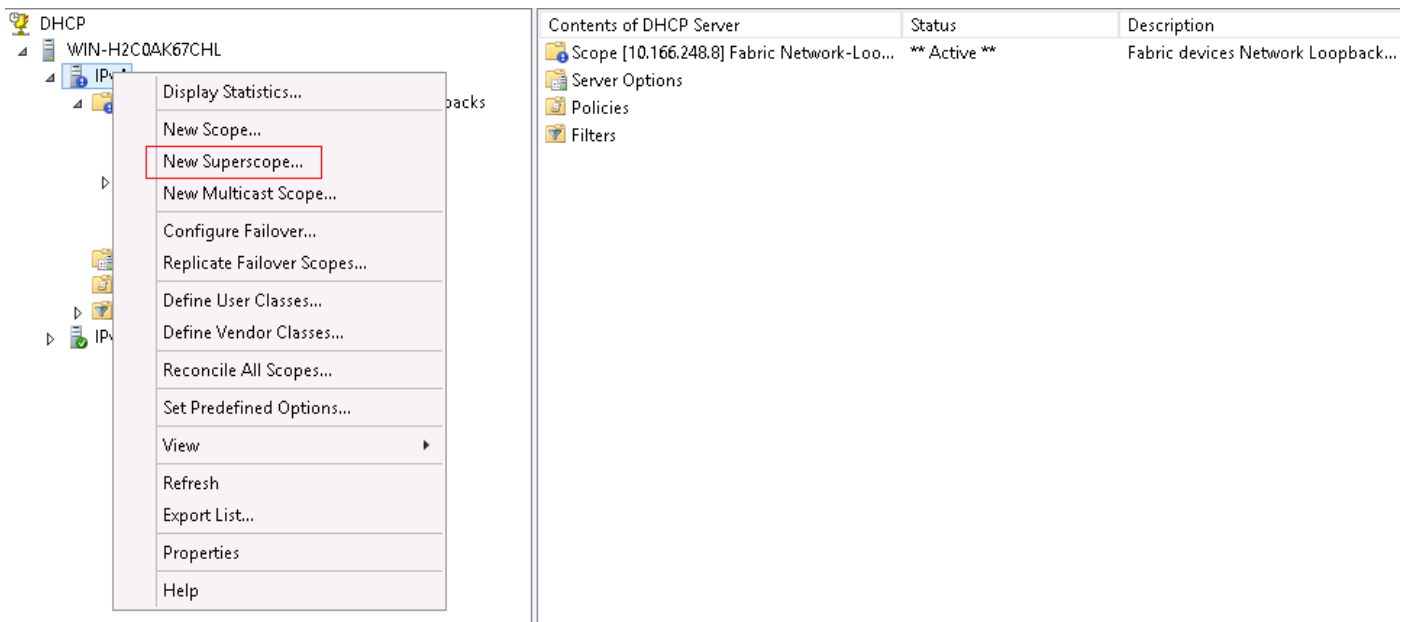 DHCP
WIN-H2C0AK67CHL
Display Statistics...
New Scope...
New Superscope...
New Multicast Scope...
Configure Failover...
Replicate Failover Scopes...
Define User Classes...
Define Vendor Classes...
Reconcile All Scopes...
Set Predefined Options...
View
Refresh
Export List...
Properties
Help
Contents of DHCP Server Status Description
Scope [10.166.248.8] Fabric Network-Loo... ** Active ** Fabric devices Network Loopback...
Server Options
Policies
Filters